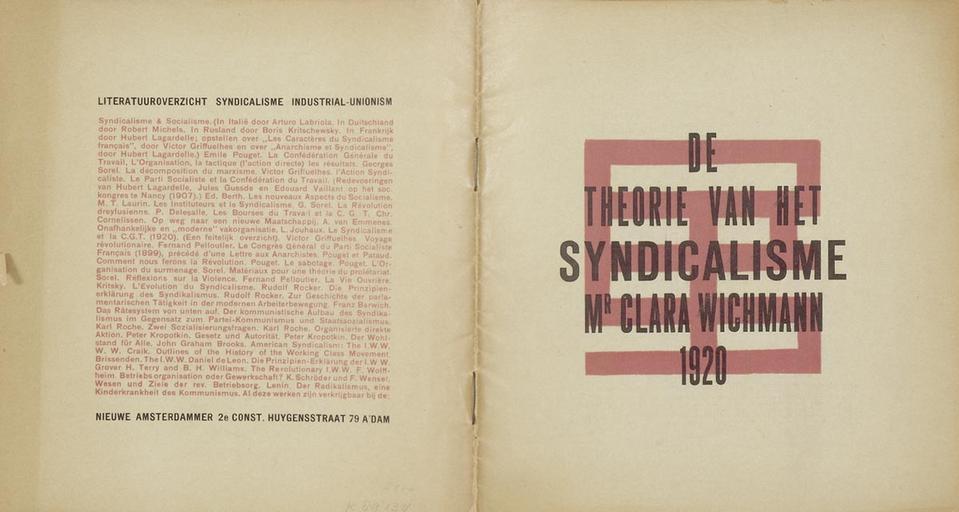 LITERATUUROVERZICHT SYNDICALISME INDUSTRIAL-UNIONISM
Syndicalisme & Socialisme. (In Italië door Arturo Labriola. In Duitschland
door Robert Michels. In Rusland door Boris Kritschewsky. In Frankrijk
door Hubert Lagardelle; opstellen over „Les Caractères du Syndicalisme
français", door Victor Griffuelhes en over „Anarchisme et Syndicalisme",
door Hubert Lagardelle.) Emile Pouget. La Confédération Générale du
Travail, L'Organisation, la tactique (l'action directe) les résultats. Georges
Sorel. La décomposition du marxisme. Victor Griffuelhes. l'Action Syndi-
caliste. Le Parti Socialiste et la Confédération du Travail. (Redevoeringen
van Hubert Lagardelle, Jules Guesde en Edouard Vaillant op het soc.
kongres te Nancy (1907).) Ed. Berth. Les nouveaux Aspects du Socialisme.
M. T. Laurin. Les Instituteurs et le Syndicalisme. G. Sorel. La Révolution
dreyfusienne. P. Delesalle. Les Bourses du Travail et la C. G. T. Chr.
Cornelissen. Op weg naar een nieuwe Maatschappij. A. van Emmenes.
Onafhankelijke en „moderne" vakorganisatie. L. Jouhaux. Le Syndicalisme
et la C.G.T. (1920). (Een feitelijk overzicht). Victor Griffuelhes Voyage
révolutionaire. Fernand Pelloutier. Le Congrès Général du Parti Socialiste
Français (1899), précédé d'une Lettre aux Anarchistes. Pouget et Pataud.
Comment nous ferons la Révolution. Pouget. Le sabotage. Pouget. L'Or-
ganisation du surmenage. Sorel. Matériaux pour une théorie du prolétariat.
Sorel. Réflexions sur la Violence. Fernand Pelloutier. La Vie Ouvrière.
Kritsky. L'Evolution du Syndicalisme. Rudolf Rocker. Die Prinzipien-
erklärung des Syndikalismus. Rudolf Rocker. Zur Geschichte der parla-
mentarischen Tätigkeit in der modernen Arbeiterbewegung. Franz Barwich.
Das Rätesystem von unten auf. Der kommunistische Aufbau des Syndika-
lismus im Gegensatz zum Partei-Kommunismus und Staatssozialismus.
Karl Roche. Zwei Sozialisierungsfragen. Karl Roche. Organisierte direkte
Aktion. Peter Kropotkin. Gesetz und Autorität. Peter Kropotkin. Der Wohl-
stand für Alle. John Graham Brooks. American Syndicalism: The I.WW.
W. W. Craik. Outlines of the History of the Working Class Movement.
Brissenden. The I.W.W. Daniel de Leon. Die Prinzipien-Erklärung der I.W.W.
Grover H. Terry and B. H. Williams. The Revolutionary I.W.W. F. Wolff-
heim. Betriebsorganisation oder Gewerkschaft? K. Schröder und F. Wensel.
Wesen und Ziele der rev. Betriebsorg. Lenin. Der Radikalismus, eine
Kinderkrankheit des Kommunismus. Al deze werken zijn verkrijgbaar bij de:
NIEUWE AMSTERDAMMER 2e CONST. HUYGENSSTRAAT 79 A'DAM
DE
THEORIE VAN HET
SYNDICALISME
MR CLARA WICHMANN
1920